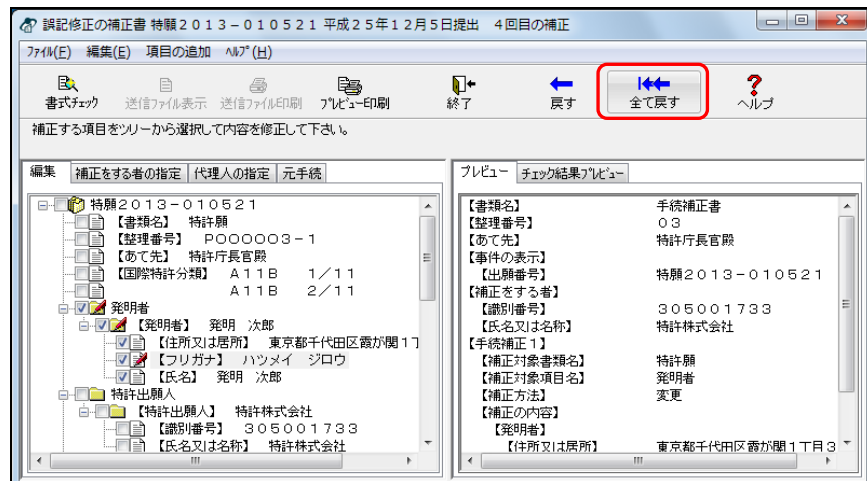 誤記修正の補正書 特願２０１３－０１０５２１ 平成２５年１２月５日提出　４回目の補正
ﾌｧｲﾙ(F)　編集(E)　項目の追加　ﾍﾙﾌﾟ(H)
書式ﾁｪｯｸ　送信ﾌｧｲﾙ表示　送信ﾌｧｲﾙ印刷　ﾌﾟﾚﾋﾞｭｰ印刷　終了　戻す　全て戻す　ヘルプ
補正する項目をツリーから選択して内容を修正して下さい。
編集　補正をする者の指定　代理人の指定　元手続
特願２０１３－０１０５２１
【書類名】　特許願
【整理番号】　Ｐ０００００３－１
【あて先】　特許庁長官殿
【国際特許分類】　Ａ１１Ｂ　　１／１１
Ａ１１Ｂ　　２／１１
発明者
【発明者】　発明　次郎
【住所又は居所】　東京都千代田区霞が関１丁
【フリガナ】　ハツメイ　ジロウ
【氏名】　発明　次郎
特許出願人
【特許出願人】　特許株式会社
【識別番号】　３０５００１７３３
【氏名又は名称】　特許株式会社
プレビュー　チェック結果ﾌﾟﾚﾋﾞｭｰ
【書類名】　手続補正書
【整理番号】　０３
【あて先】　特許庁長官殿
【事件の表示】
【出願番号】　特願２０１３－０１０５２１
【補正をする者】
【識別番号】　３０５００１７３３
【氏名又は名称】　特許株式会社
【手続補正１】
【補正対象書類名】　特許願
【補正対象項目名】　発明者
【補正方法】　変更
【補正の内容】
【発明者】
【住所又は居所】　東京都千代田区霞が関１丁目３